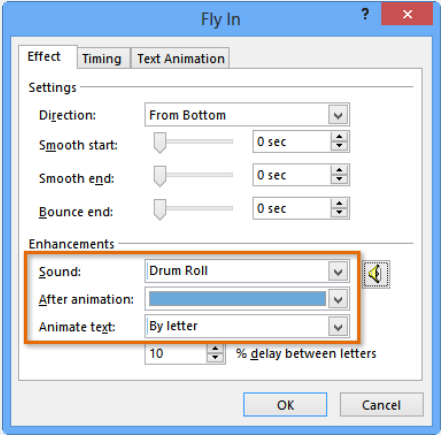 Fly In
?
Effect Timing Text Animation
Settings
Direction: From Bottom
Smooth start: 0 sec
Smooth end: 0 sec
Bounce end: 0 sec
Enhancements
Sound: Drum Roll
After animation:
Animate text: By letter
10 % delay between letters
OK Cancel